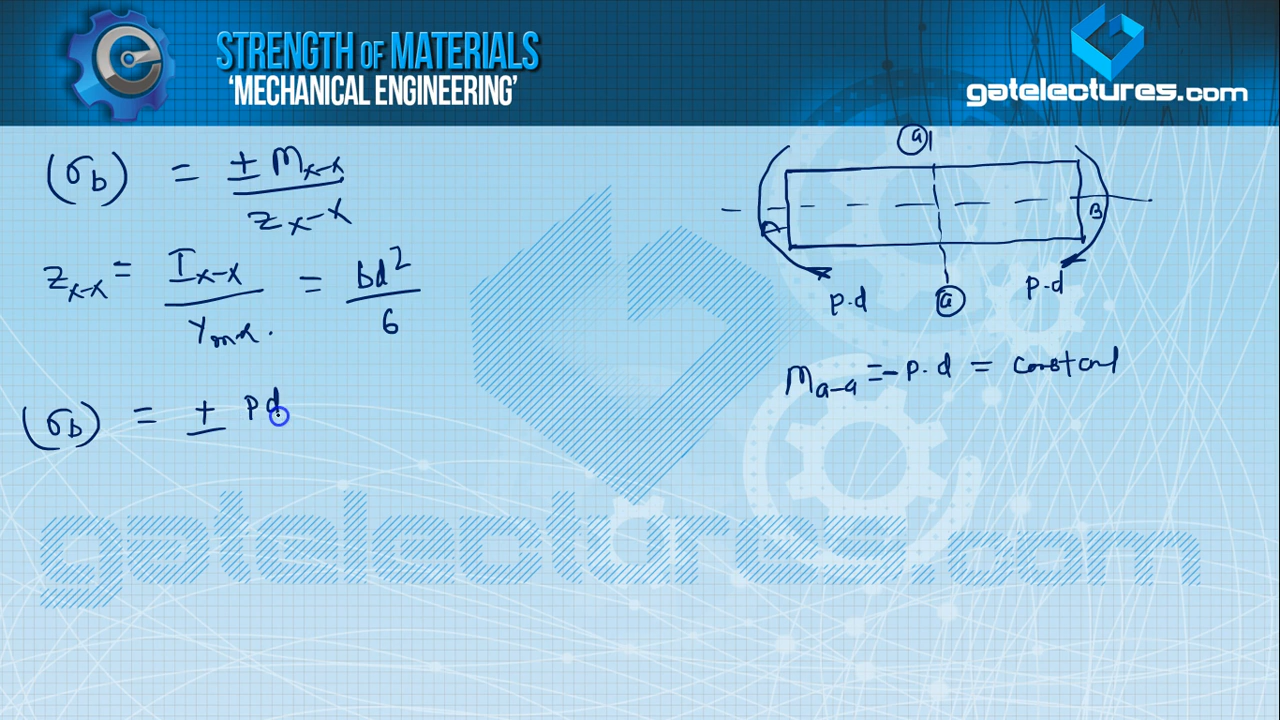 STRENGTH OF MATERIALS
'MECHANICAL ENGINEERING'
gatelectures.com
(σb) = ± Mx-x / Zx-x
Zx-x = Ix-x / Ymax. = bd² / 6
(σb) = ± Pd
a
A
B
P.d
a
P.d
Ma-a = - P.d = constant
gatelectures.com